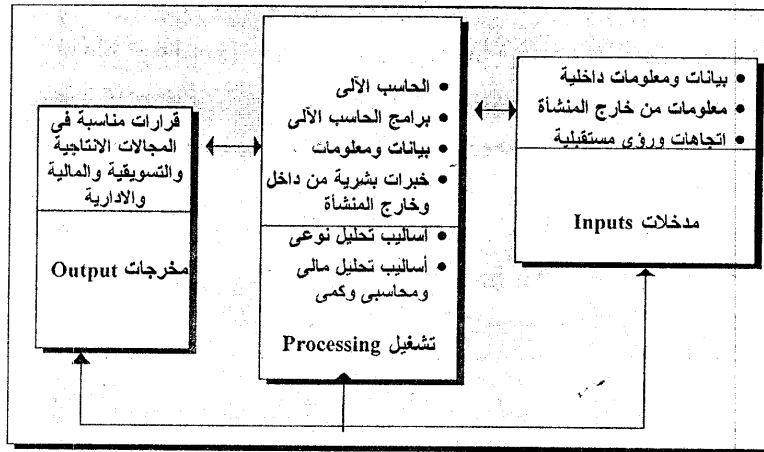 • بيانات ومعلومات داخلية
• معلومات من خارج المنشأة
• اتجاهات ورؤى مستقبلية
مدخلات Inputs
• الحاسب الآلى
• برامج الحاسب الآلى
• بيانات ومعلومات
• خبرات بشرية من داخل
وخارج المنشأة
• أساليب تحليل نوعى
• أساليب تحليل مالى
ومحاسبى وكمى
تشغيل Processing
قرارات مناسبة فى
المجالات الانتاجية
والتسويقية والمالية
والادارية
مخرجات Output